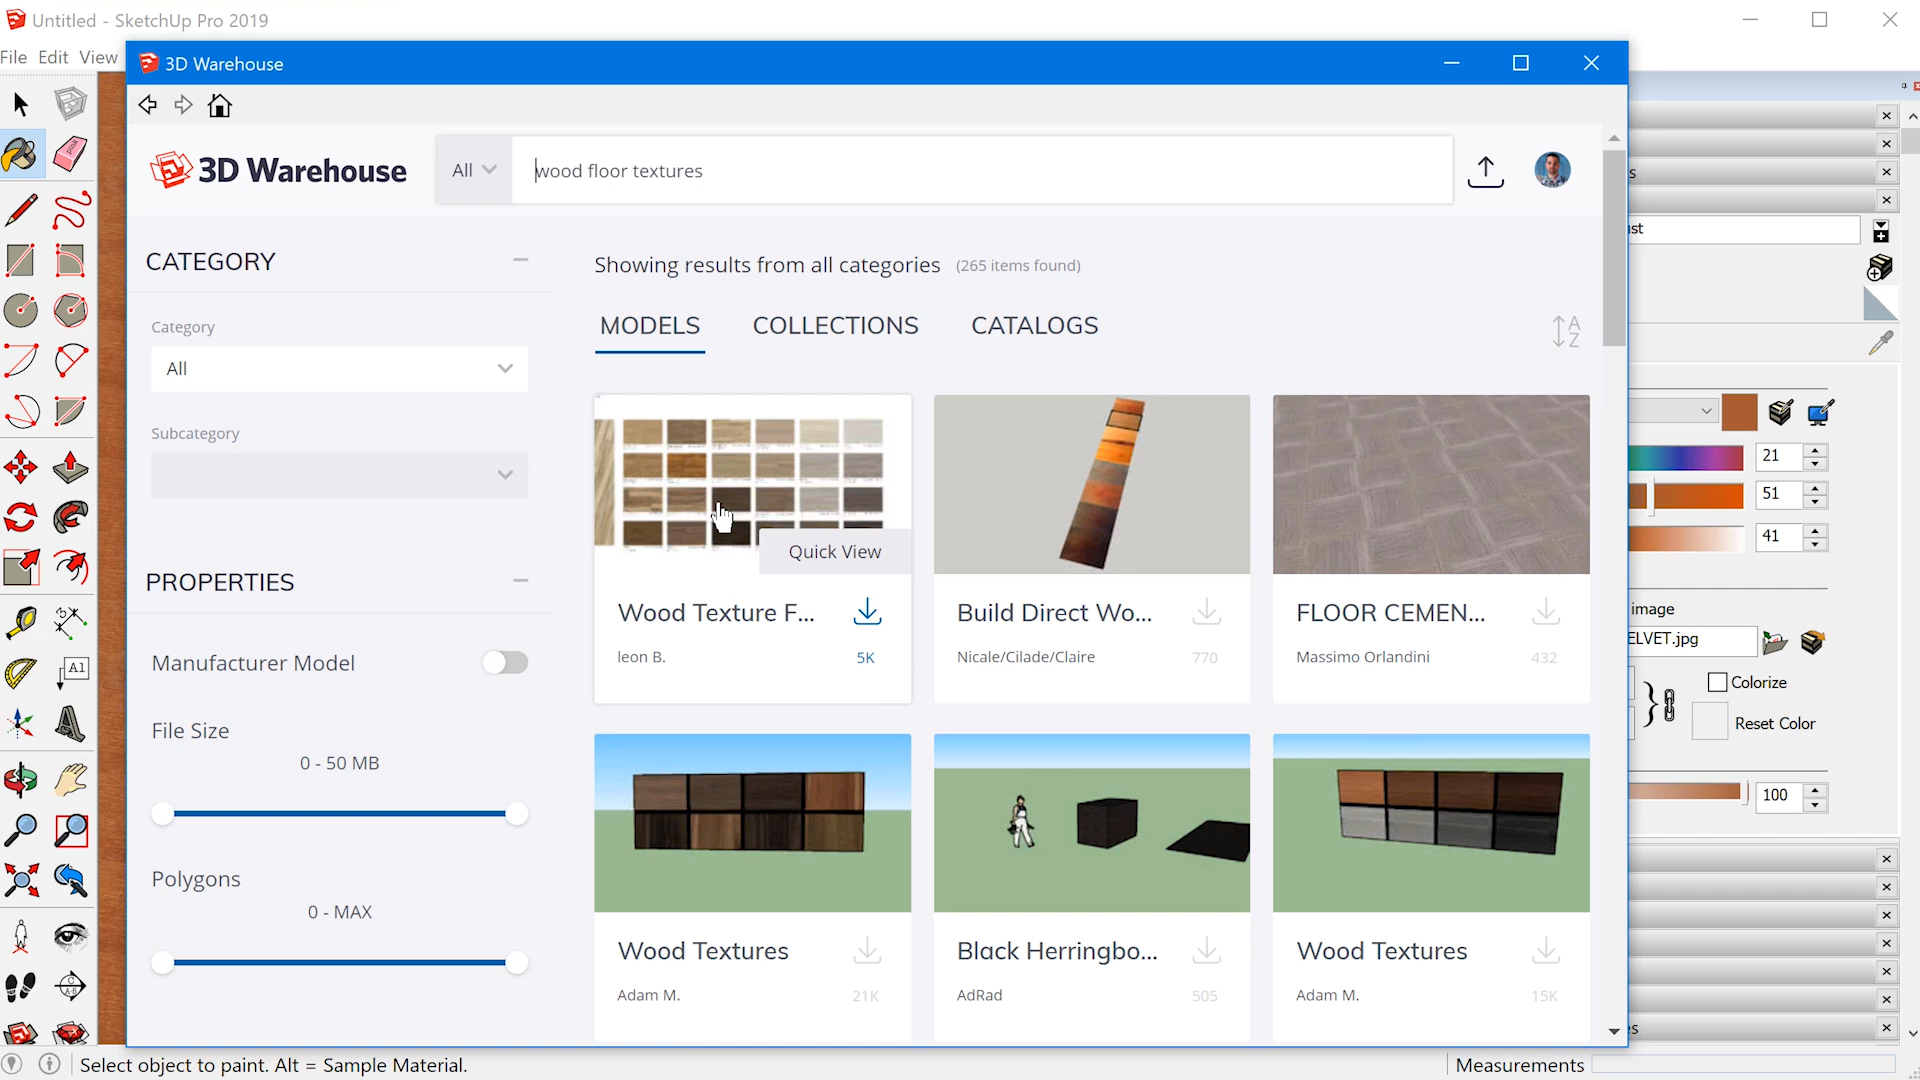 Untitled - SketchUp Pro 2019
File Edit View
3D Warehouse
3D Warehouse
All
wood floor textures
CATEGORY
Category
All
Subcategory
PROPERTIES
Manufacturer Model
File Size
0 - 50 MB
Polygons
0 - MAX
Showing results from all categories (265 items found)
MODELS COLLECTIONS CATALOGS
A
Z
Quick View
Wood Texture F...
leon B. 5K
Build Direct Wo...
Nicale/Cilade/Claire 770
FLOOR CEMEN...
Massimo Orlandini 432
Wood Textures
Adam M. 21K
Black Herringbo...
AdRad 505
Wood Textures
Adam M. 15K
s
ust
21
51
41
image
ELVET.jpg
Colorize
Reset Color
100
es
A1
Select object to paint. Alt = Sample Material.
Measurements